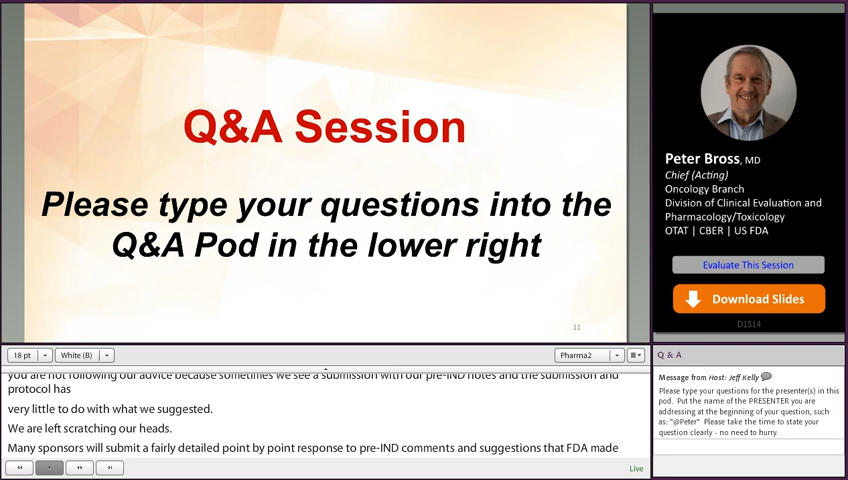 Q&A Session
Please type your questions into the
Q&A Pod in the lower right
11
Peter Bross, MD
Chief (Acting)
Oncology Branch
Division of Clinical Evaluation and
Pharmacology/Toxicology
OTAT | CBER | US FDA
Evaluate This Session
Download Slides
D1S14
18 pt
White (B)
Pharma2
you are not following our advice because sometimes we see a submission with our pre-IND notes and the submission and
protocol has
very little to do with what we suggested.
We are left scratching our heads.
Many sponsors will submit a fairly detailed point by point response to pre-IND comments and suggestions that FDA made
Live
Q & A
Message from Host: Jeff Kelly
Please type your questions for the presenter(s) in this
pod. Put the name of the PRESENTER you are
addressing at the beginning of your question, such
as: "@Peter" Please take the time to state your
question clearly - no need to hurry.